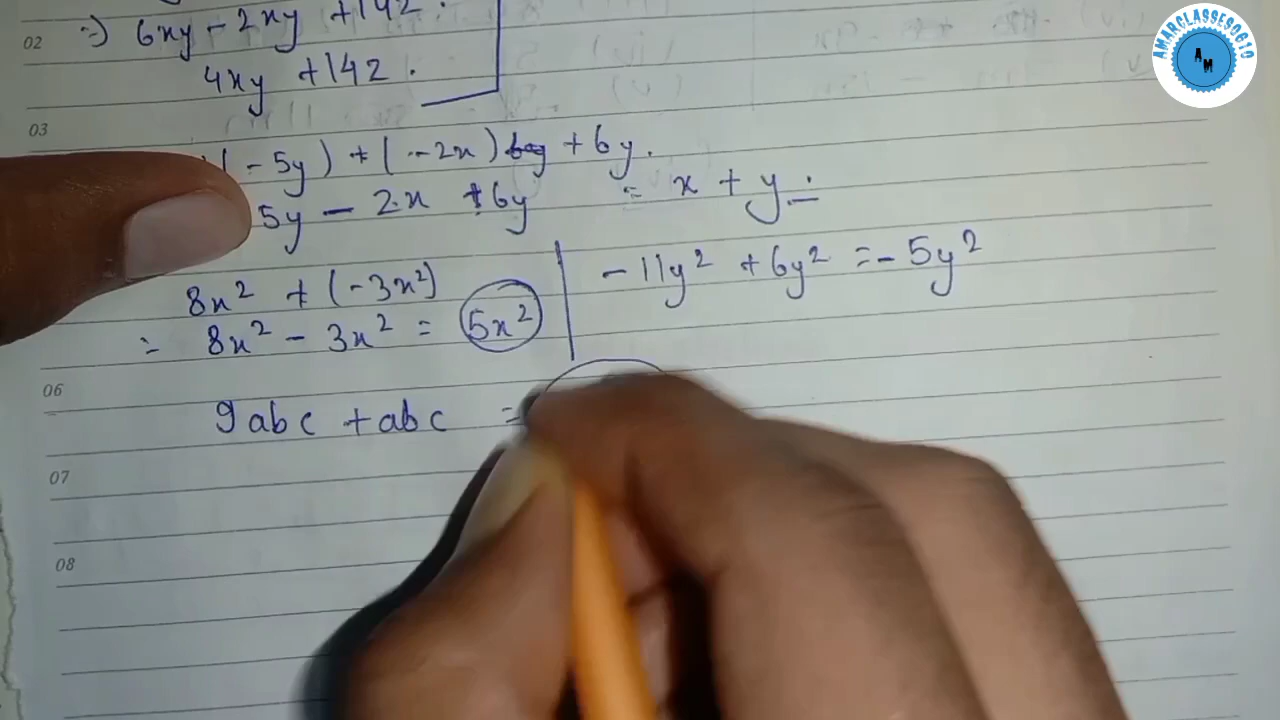 02 => 6xy - 2xy + 142.
4xy + 142.
03
(-5y) + (-2x) + 6y.
5y - 2x + 6y = x + y.
8x² + (-3x²)
= 8x² - 3x² = 5x²
-11y² + 6y² = -5y²
06
9abc + abc =
07
08
AMARCLASSES0610
AM